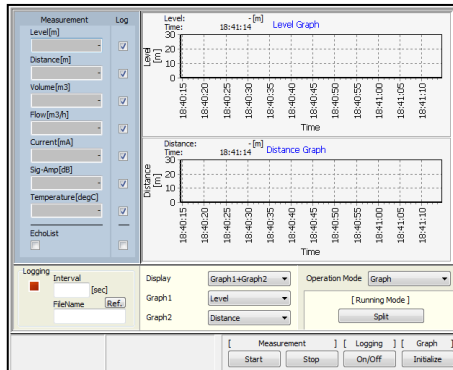 Measurement Log
Level[m]
-
Distance[m]
-
Volume[m3]
-
Flow[m3/h]
-
Current[mA]
-
Sig-Amp[dB]
-
Temperature[degC]
-
EchoList
Level: -[m] Level Graph
Time: 18:41:14
30
20
10
0
Level
[m]
18:40:15 18:40:20 18:40:25 18:40:30 18:40:35 18:40:40 18:40:45 18:40:50 18:40:55 18:41:00 18:41:05 18:41:10
Time
Distance: -[m] Distance Graph
Time: 18:41:14
30
20
10
0
Distance
[m]
18:40:15 18:40:20 18:40:25 18:40:30 18:40:35 18:40:40 18:40:45 18:40:50 18:40:55 18:41:00 18:41:05 18:41:10
Time
Logging
Interval
[sec]
FileName Ref.
Display Graph1+Graph2
Graph1 Level
Graph2 Distance
Operation Mode Graph
[ Running Mode ]
Split
[ Measurement ] [ Logging ] [ Graph ]
Start Stop On/Off Initialize